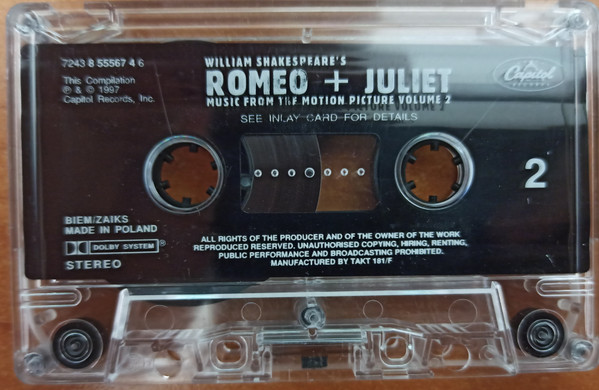 7243 8 55567 4 6
This Compilation
℗ & © 1997
Capitol Records, Inc.
WILLIAM SHAKESPEARE'S
ROMEO + JULIET
MUSIC FROM THE MOTION PICTURE VOLUME 2
SEE INLAY CARD FOR DETAILS
Capitol
RECORDS
2
BIEM/ZAIKS
MADE IN POLAND
DOLBY SYSTEM®
STEREO
ALL RIGHTS OF THE PRODUCER AND OF THE OWNER OF THE WORK
REPRODUCED RESERVED. UNAUTHORISED COPYING, HIRING, RENTING,
PUBLIC PERFORMANCE AND BROADCASTING PROHIBITED.
MANUFACTURED BY TAKT 181/F